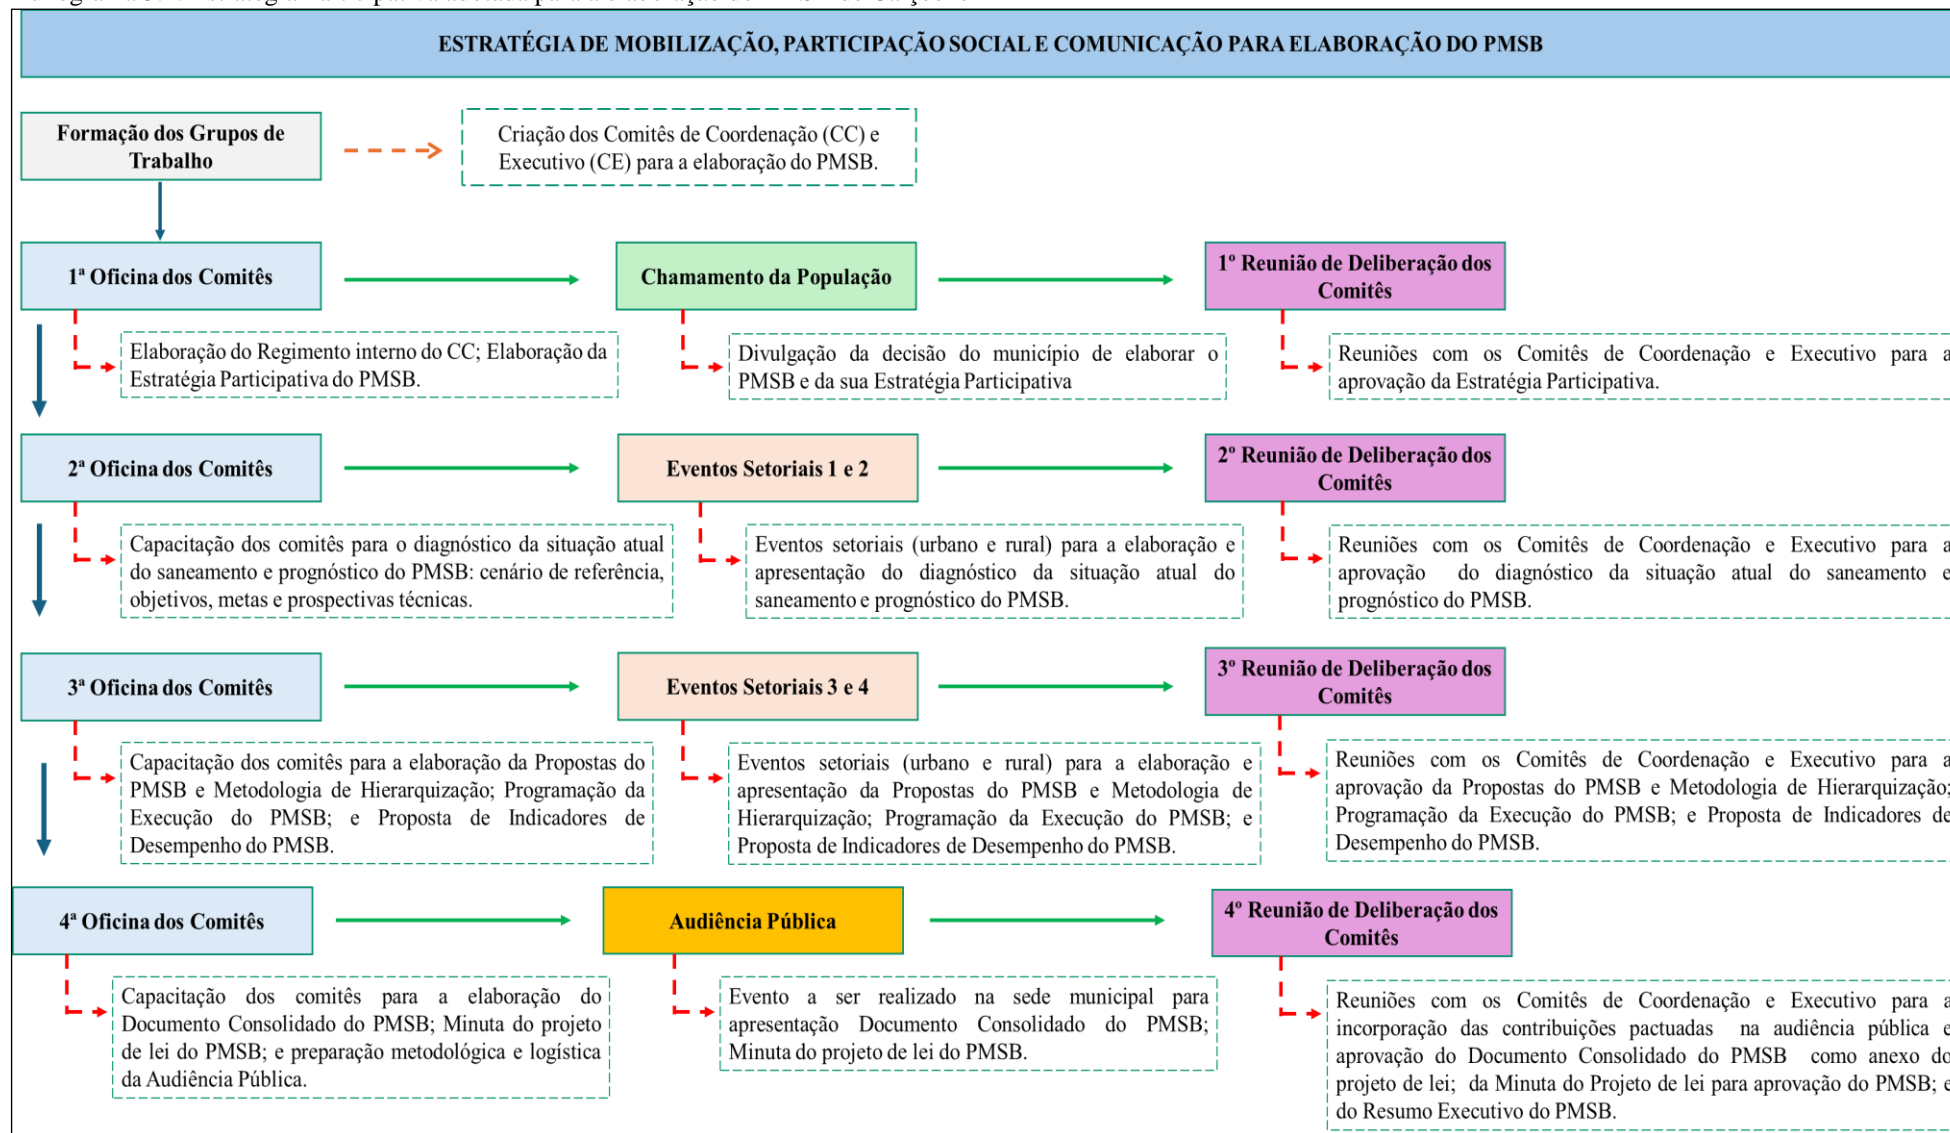 ESTRATÉGIA DE MOBILIZAÇÃO, PARTICIPAÇÃO SOCIAL E COMUNICAÇÃO PARA ELABORAÇÃO DO PMSB
Formação dos Grupos de
Trabalho
Criação dos Comitês de Coordenação (CC) e
Executivo (CE) para a elaboração do PMSB.
1ª Oficina dos Comitês
Chamamento da População
1º Reunião de Deliberação dos
Comitês
Elaboração do Regimento interno do CC; Elaboração da
Estratégia Participativa do PMSB.
Divulgação da decisão do município de elaborar o
PMSB e da sua Estratégia Participativa
Reuniões com os Comitês de Coordenação e Executivo para a
aprovação da Estratégia Participativa.
2ª Oficina dos Comitês
Eventos Setoriais 1 e 2
2º Reunião de Deliberação dos
Comitês
Capacitação dos comitês para o diagnóstico da situação atual
do saneamento e prognóstico do PMSB: cenário de referência,
objetivos, metas e prospectivas técnicas.
Eventos setoriais (urbano e rural) para a elaboração e
apresentação do diagnóstico da situação atual do
saneamento e prognóstico do PMSB.
Reuniões com os Comitês de Coordenação e Executivo para a
aprovação do diagnóstico da situação atual do saneamento e
prognóstico do PMSB.
3ª Oficina dos Comitês
Eventos Setoriais 3 e 4
3º Reunião de Deliberação dos
Comitês
Capacitação dos comitês para a elaboração da Propostas do
PMSB e Metodologia de Hierarquização; Programação da
Execução do PMSB; e Proposta de Indicadores de
Desempenho do PMSB.
Eventos setoriais (urbano e rural) para a elaboração e
apresentação da Propostas do PMSB e Metodologia de
Hierarquização; Programação da Execução do PMSB; e
Proposta de Indicadores de Desempenho do PMSB.
Reuniões com os Comitês de Coordenação e Executivo para a
aprovação da Propostas do PMSB e Metodologia de Hierarquização;
Programação da Execução do PMSB; e Proposta de Indicadores de
Desempenho do PMSB.
4ª Oficina dos Comitês
Audiência Pública
4º Reunião de Deliberação dos
Comitês
Capacitação dos comitês para a elaboração do
Documento Consolidado do PMSB; Minuta do projeto
de lei do PMSB; e preparação metodológica e logística
da Audiência Pública.
Evento a ser realizado na sede municipal para
apresentação Documento Consolidado do PMSB;
Minuta do projeto de lei do PMSB.
Reuniões com os Comitês de Coordenação e Executivo para a
incorporação das contribuições pactuadas na audiência pública e
aprovação do Documento Consolidado do PMSB como anexo do
projeto de lei; da Minuta do Projeto de lei para aprovação do PMSB; e
do Resumo Executivo do PMSB.